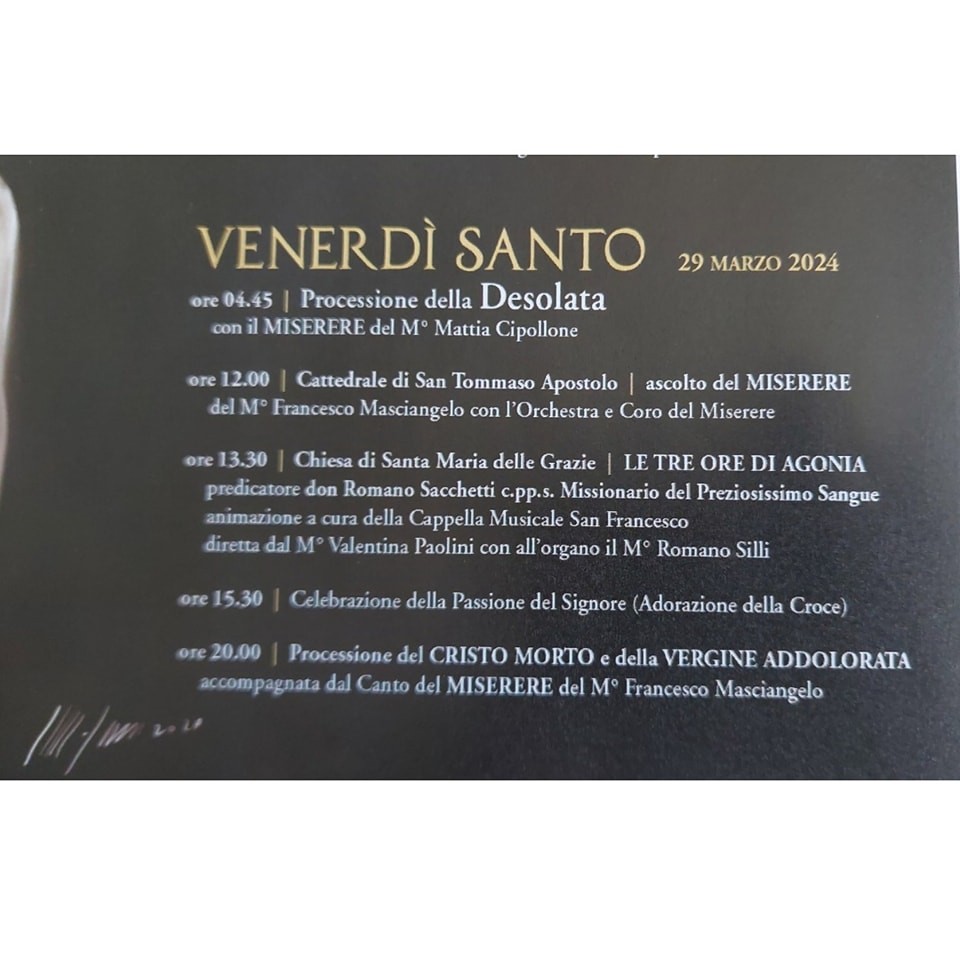 VENERDÌ SANTO 29 MARZO 2024
ore 04.45 | Processione della Desolata
con il MISERERE del M° Mattia Cipollone
ore 12.00 | Cattedrale di San Tommaso Apostolo | ascolto del MISERERE
del M° Francesco Masciangelo con l'Orchestra e Coro del Miserere
ore 13.30 | Chiesa di Santa Maria delle Grazie | LE TRE ORE DI AGONIA
predicatore don Romano Sacchetti c.pp.s. Missionario del Preziosissimo Sangue
animazione a cura della Cappella Musicale San Francesco
diretta dal M° Valentina Paolini con all'organo il M° Romano Silli
ore 15.30 | Celebrazione della Passione del Signore (Adorazione della Croce)
ore 20.00 | Processione del CRISTO MORTO e della VERGINE ADDOLORATA
accompagnata dal Canto del MISERERE del M° Francesco Masciangelo